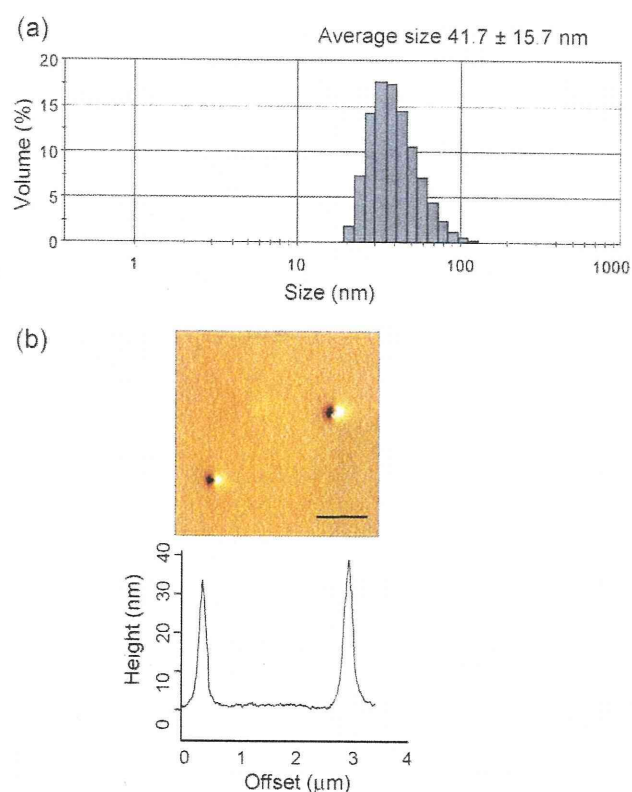 (a)
Average size 41.7 ± 15.7 nm
20
15
10
5
0
Volume (%)
1 10 100 1000
Size (nm)
(b)
40
30
20
10
0
Height (nm)
0 1 2 3 4
Offset (μm)